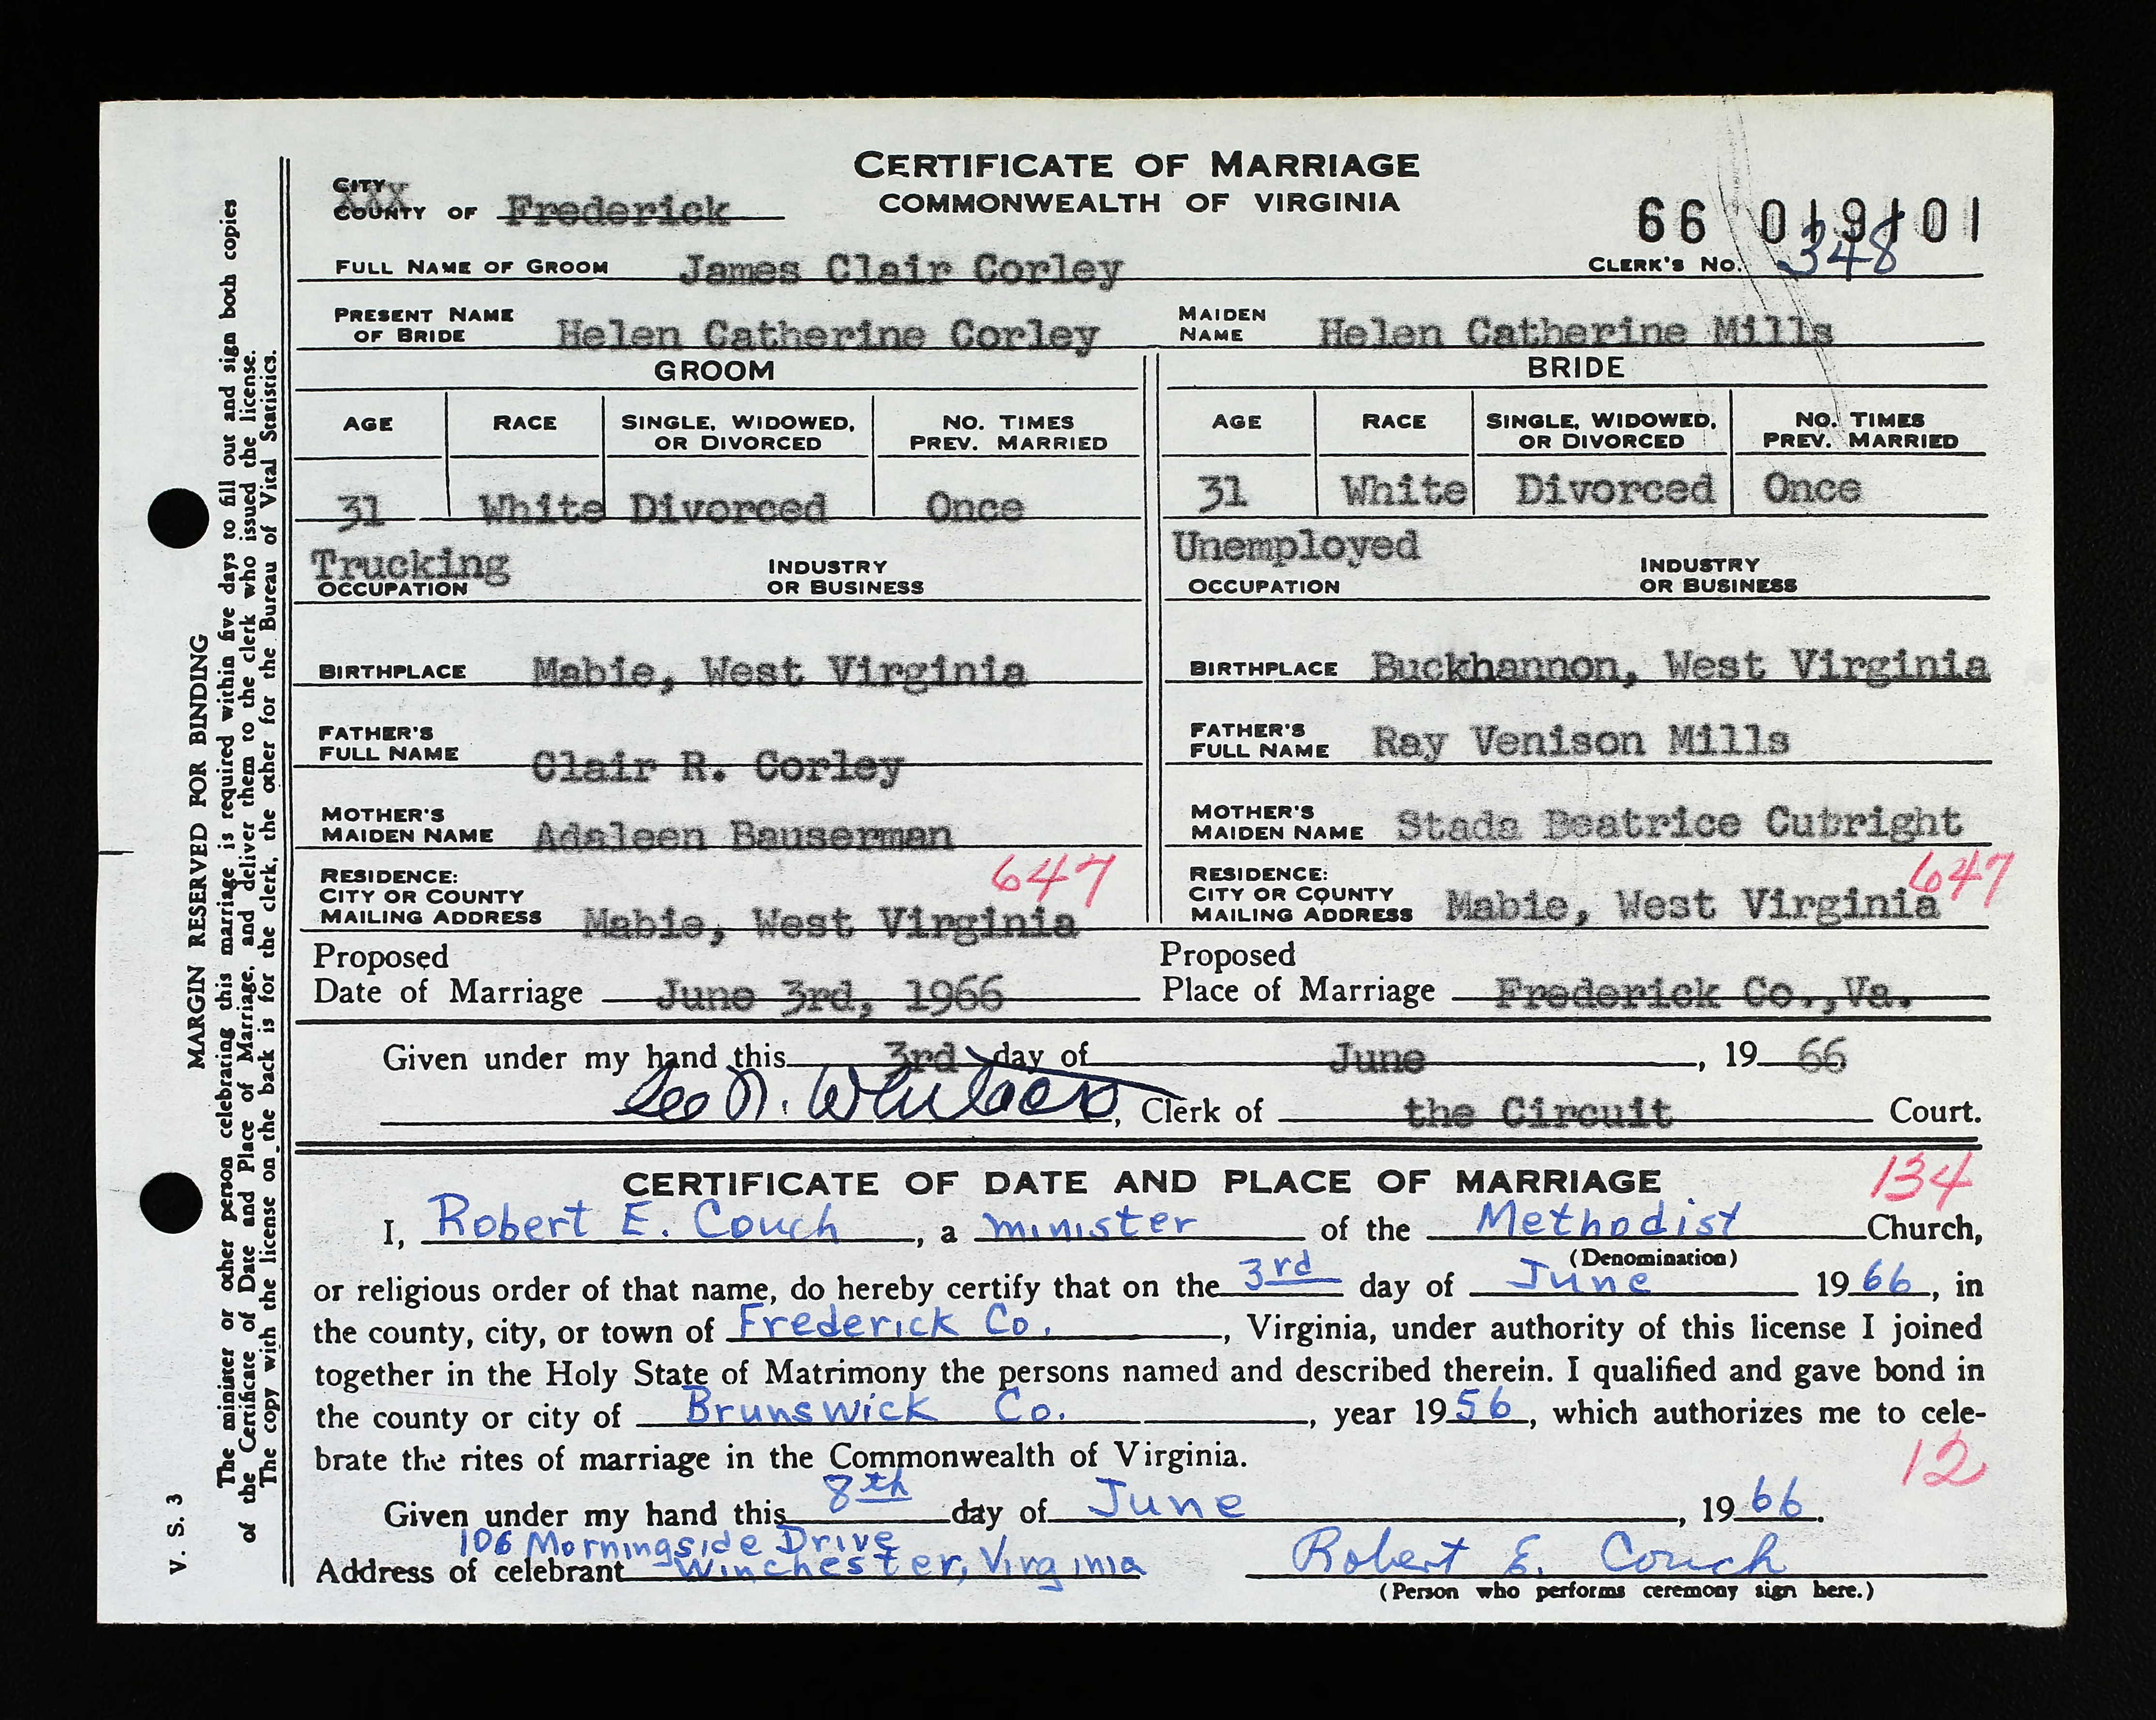 CERTIFICATE OF MARRIAGE
COMMONWEALTH OF VIRGINIA
CITY XXX
COUNTY OF Frederick
66 019101
FULL NAME OF GROOM James Clair Corley CLERK'S NO. 348
PRESENT NAME OF BRIDE Helen Catherine Corley MAIDEN NAME Helen Catherine Mills
GROOM BRIDE
AGE RACE SINGLE, WIDOWED, OR DIVORCED NO. TIMES PREV. MARRIED AGE RACE SINGLE, WIDOWED, OR DIVORCED NO. TIMES PREV. MARRIED
31 White Divorced Once 31 White Divorced Once
Trucking Unemployed
OCCUPATION INDUSTRY OR BUSINESS OCCUPATION INDUSTRY OR BUSINESS
BIRTHPLACE Mabie, West Virginia BIRTHPLACE Buckhannon, West Virginia
FATHER'S FULL NAME Clair R. Corley FATHER'S FULL NAME Ray Venison Mills
MOTHER'S MAIDEN NAME Adaleen Bauserman MOTHER'S MAIDEN NAME Stada Beatrice Cutright
647 647
RESIDENCE: CITY OR COUNTY MAILING ADDRESS Mabie, West Virginia RESIDENCE: CITY OR COUNTY MAILING ADDRESS Mabie, West Virginia
Proposed Date of Marriage June 3rd, 1966 Proposed Place of Marriage Frederick Co.,Va.
Given under my hand this 3rd day of June, 1966
Clerk of the Circuit Court.
CERTIFICATE OF DATE AND PLACE OF MARRIAGE 134
I, Robert E. Couch, a minister of the Methodist Church,
(Denomination)
or religious order of that name, do hereby certify that on the 3rd day of June 1966, in
the county, city, or town of Frederick Co., Virginia, under authority of this license I joined
together in the Holy State of Matrimony the persons named and described therein. I qualified and gave bond in
the county or city of Brunswick Co., year 1956, which authorizes me to cele-
brate the rites of marriage in the Commonwealth of Virginia.
12
Given under my hand this 8th day of June, 1966.
106 Morningside Drive
Address of celebrant Winchester, Virginia Robert E. Couch
(Person who performs ceremony sign here.)
V. S. 3
MARGIN RESERVED FOR BINDING
The minister or other person celebrating this marriage is required within five days to fill out and sign both copies
of the Certificate of Date and Place of Marriage, and deliver them to the clerk who issued the license.
The copy with the license on the back is for the clerk, the other for the Bureau of Vital Statistics.